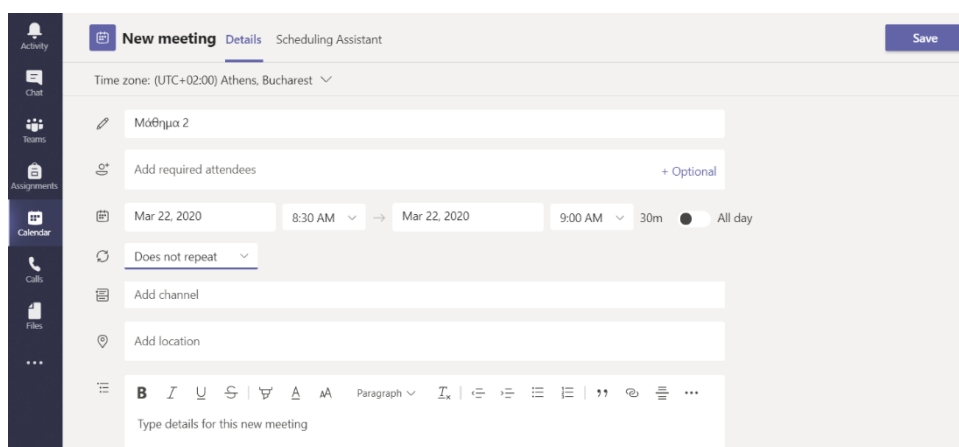 Activity
Chat
Teams
Assignments
Calendar
Calls
Files
New meeting Details Scheduling Assistant Save
Time zone: (UTC+02:00) Athens, Bucharest
Μάθημα 2
Add required attendees + Optional
Mar 22, 2020 8:30 AM → Mar 22, 2020 9:00 AM 30m All day
Does not repeat
Add channel
Add location
B I U S A AA Paragraph Tx
Type details for this new meeting